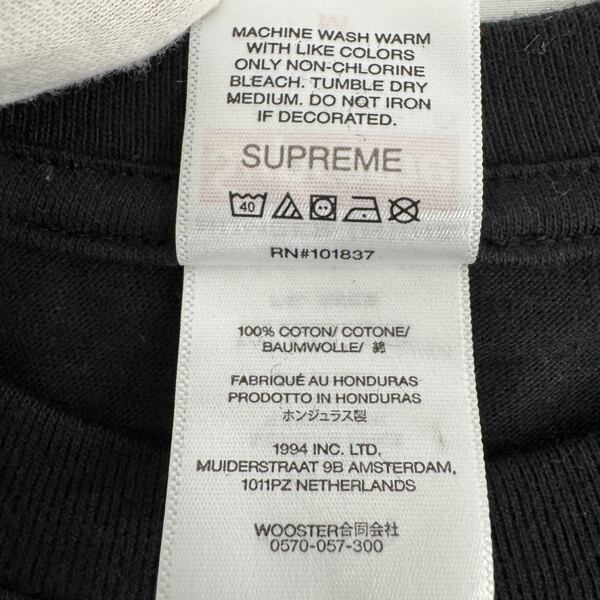 MACHINE WASH WARM
WITH LIKE COLORS
ONLY NON-CHLORINE
BLEACH. TUMBLE DRY
MEDIUM. DO NOT IRON
IF DECORATED.
SUPREME
40
RN#101837
100% COTON/ COTONE/
BAUMWOLLE/ 綿
FABRIQUÉ AU HONDURAS
PRODOTTO IN HONDURAS
ホンジュラス製
1994 INC. LTD,
MUIDERSTRAAT 9B AMSTERDAM,
1011PZ NETHERLANDS
WOOSTER合同会社
0570-057-300